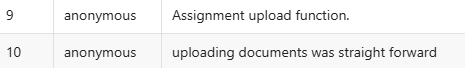 9 anonymous Assignment upload function.
10 anonymous uploading documents was straight forward